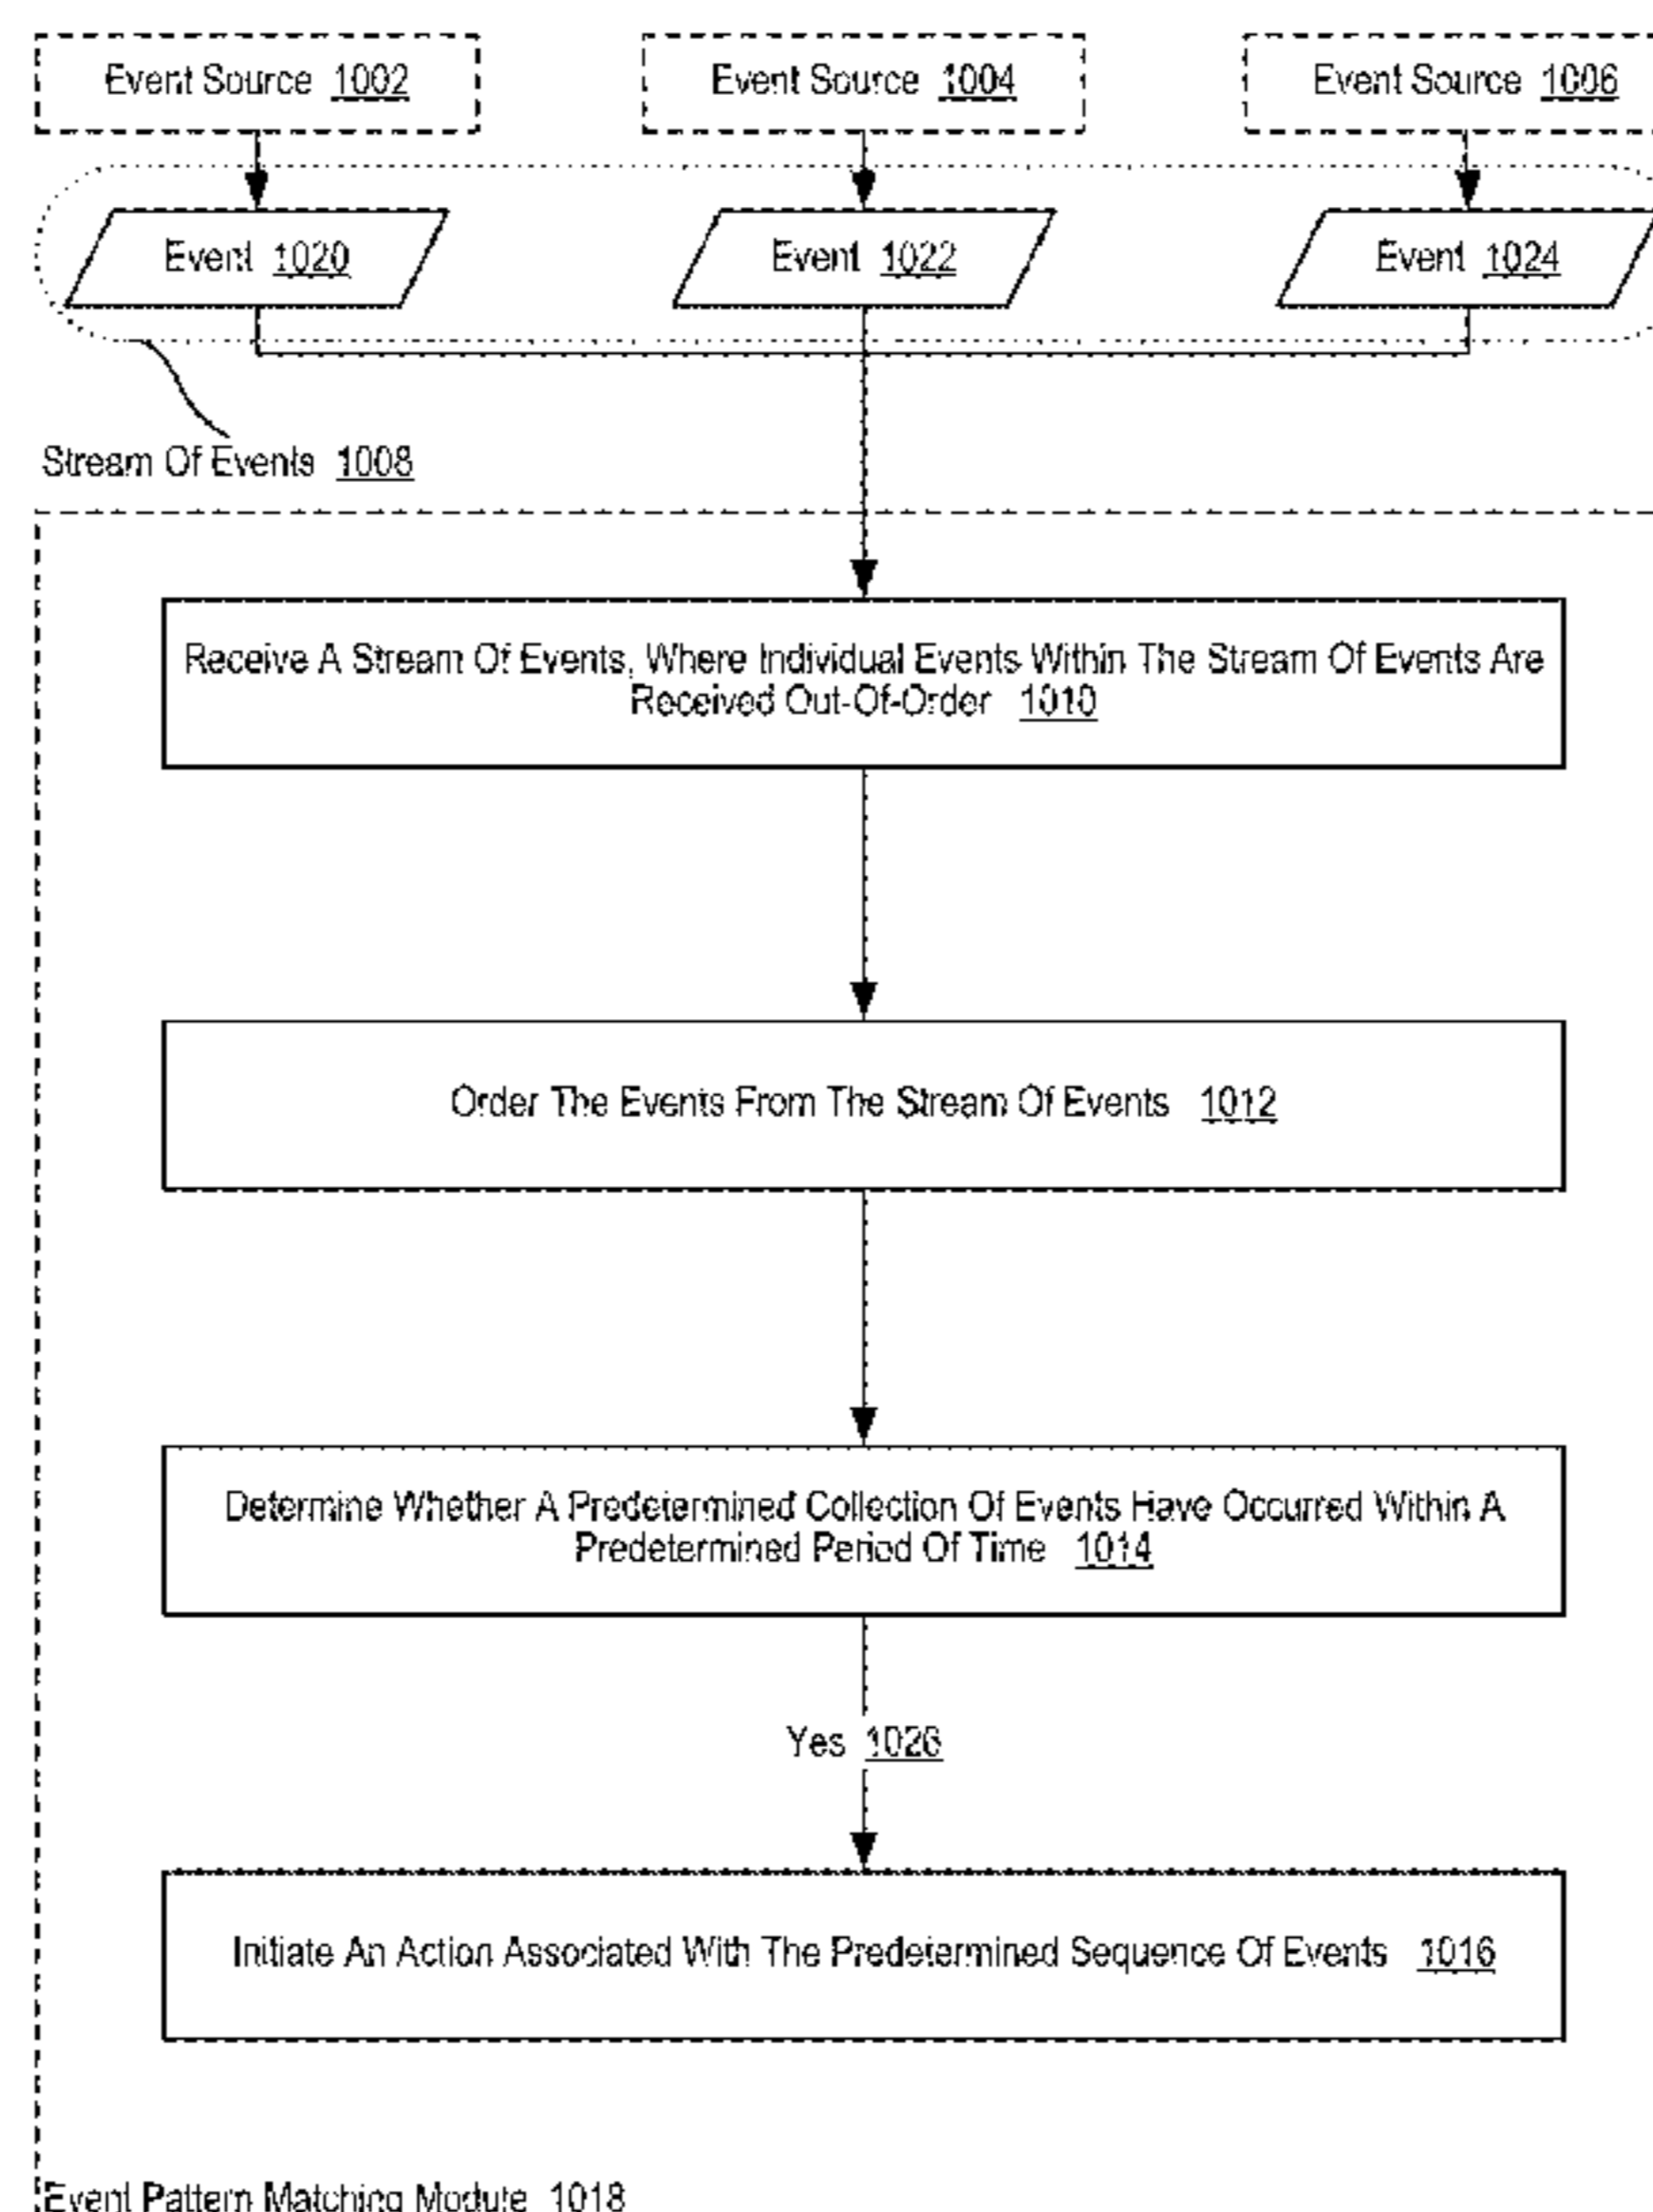 Event Source 1002
Event Source 1004
Event Source 1006
Event 1020
Event 1022
Event 1024
Stream Of Events 1008
Receive A Stream Of Events, Where Individual Events Within The Stream Of Events Are
Received Out-Of-Order 1010
Order The Events From The Stream Of Events 1012
Determine Whether A Predetermined Collection Of Events Have Occurred Within A
Predetermined Period Of Time 1014
Yes 1026
Initiate An Action Associated With The Predetermined Sequence Of Events 1016
Event Pattern Matching Module 1018